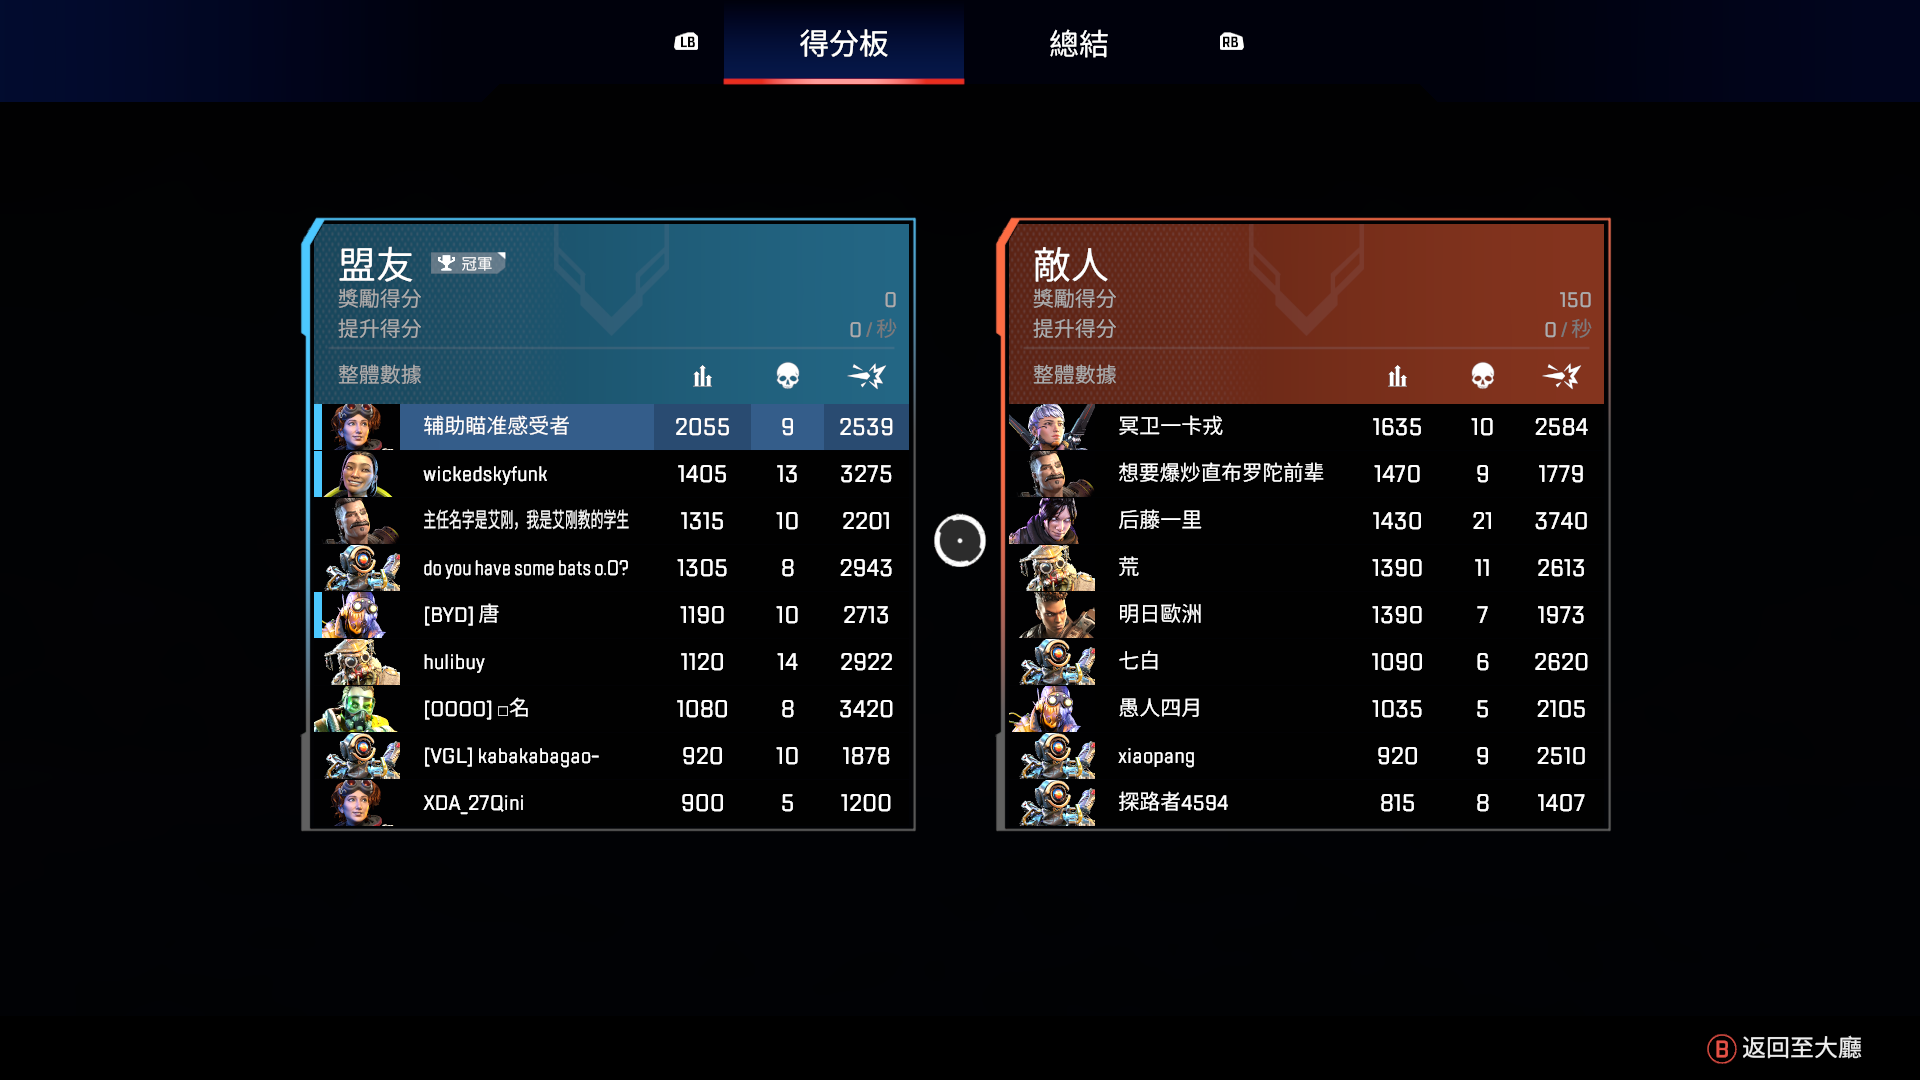 LB 得分板 總結 RB
盟友 冠軍
獎勵得分 0
提升得分 0 / 秒
整體數據
辅助瞄准感受者 2055 9 2539
wickedskyfunk 1405 13 3275
主任名字是艾刚，我是艾刚教的学生 1315 10 2201
do you have some bats o.O? 1305 8 2943
[BYD] 唐 1190 10 2713
hulibuy 1120 14 2922
[OOOO] □名 1080 8 3420
[VGL] kabakabagao- 920 10 1878
XDA_27Qini 900 5 1200
敵人
獎勵得分 150
提升得分 0 / 秒
整體數據
冥卫一卡戎 1635 10 2584
想要爆炒直布罗陀前辈 1470 9 1779
后藤一里 1430 21 3740
荒 1390 11 2613
明日歐洲 1390 7 1973
七白 1090 6 2620
愚人四月 1035 5 2105
xiaopang 920 9 2510
探路者4594 815 8 1407
B 返回至大廳